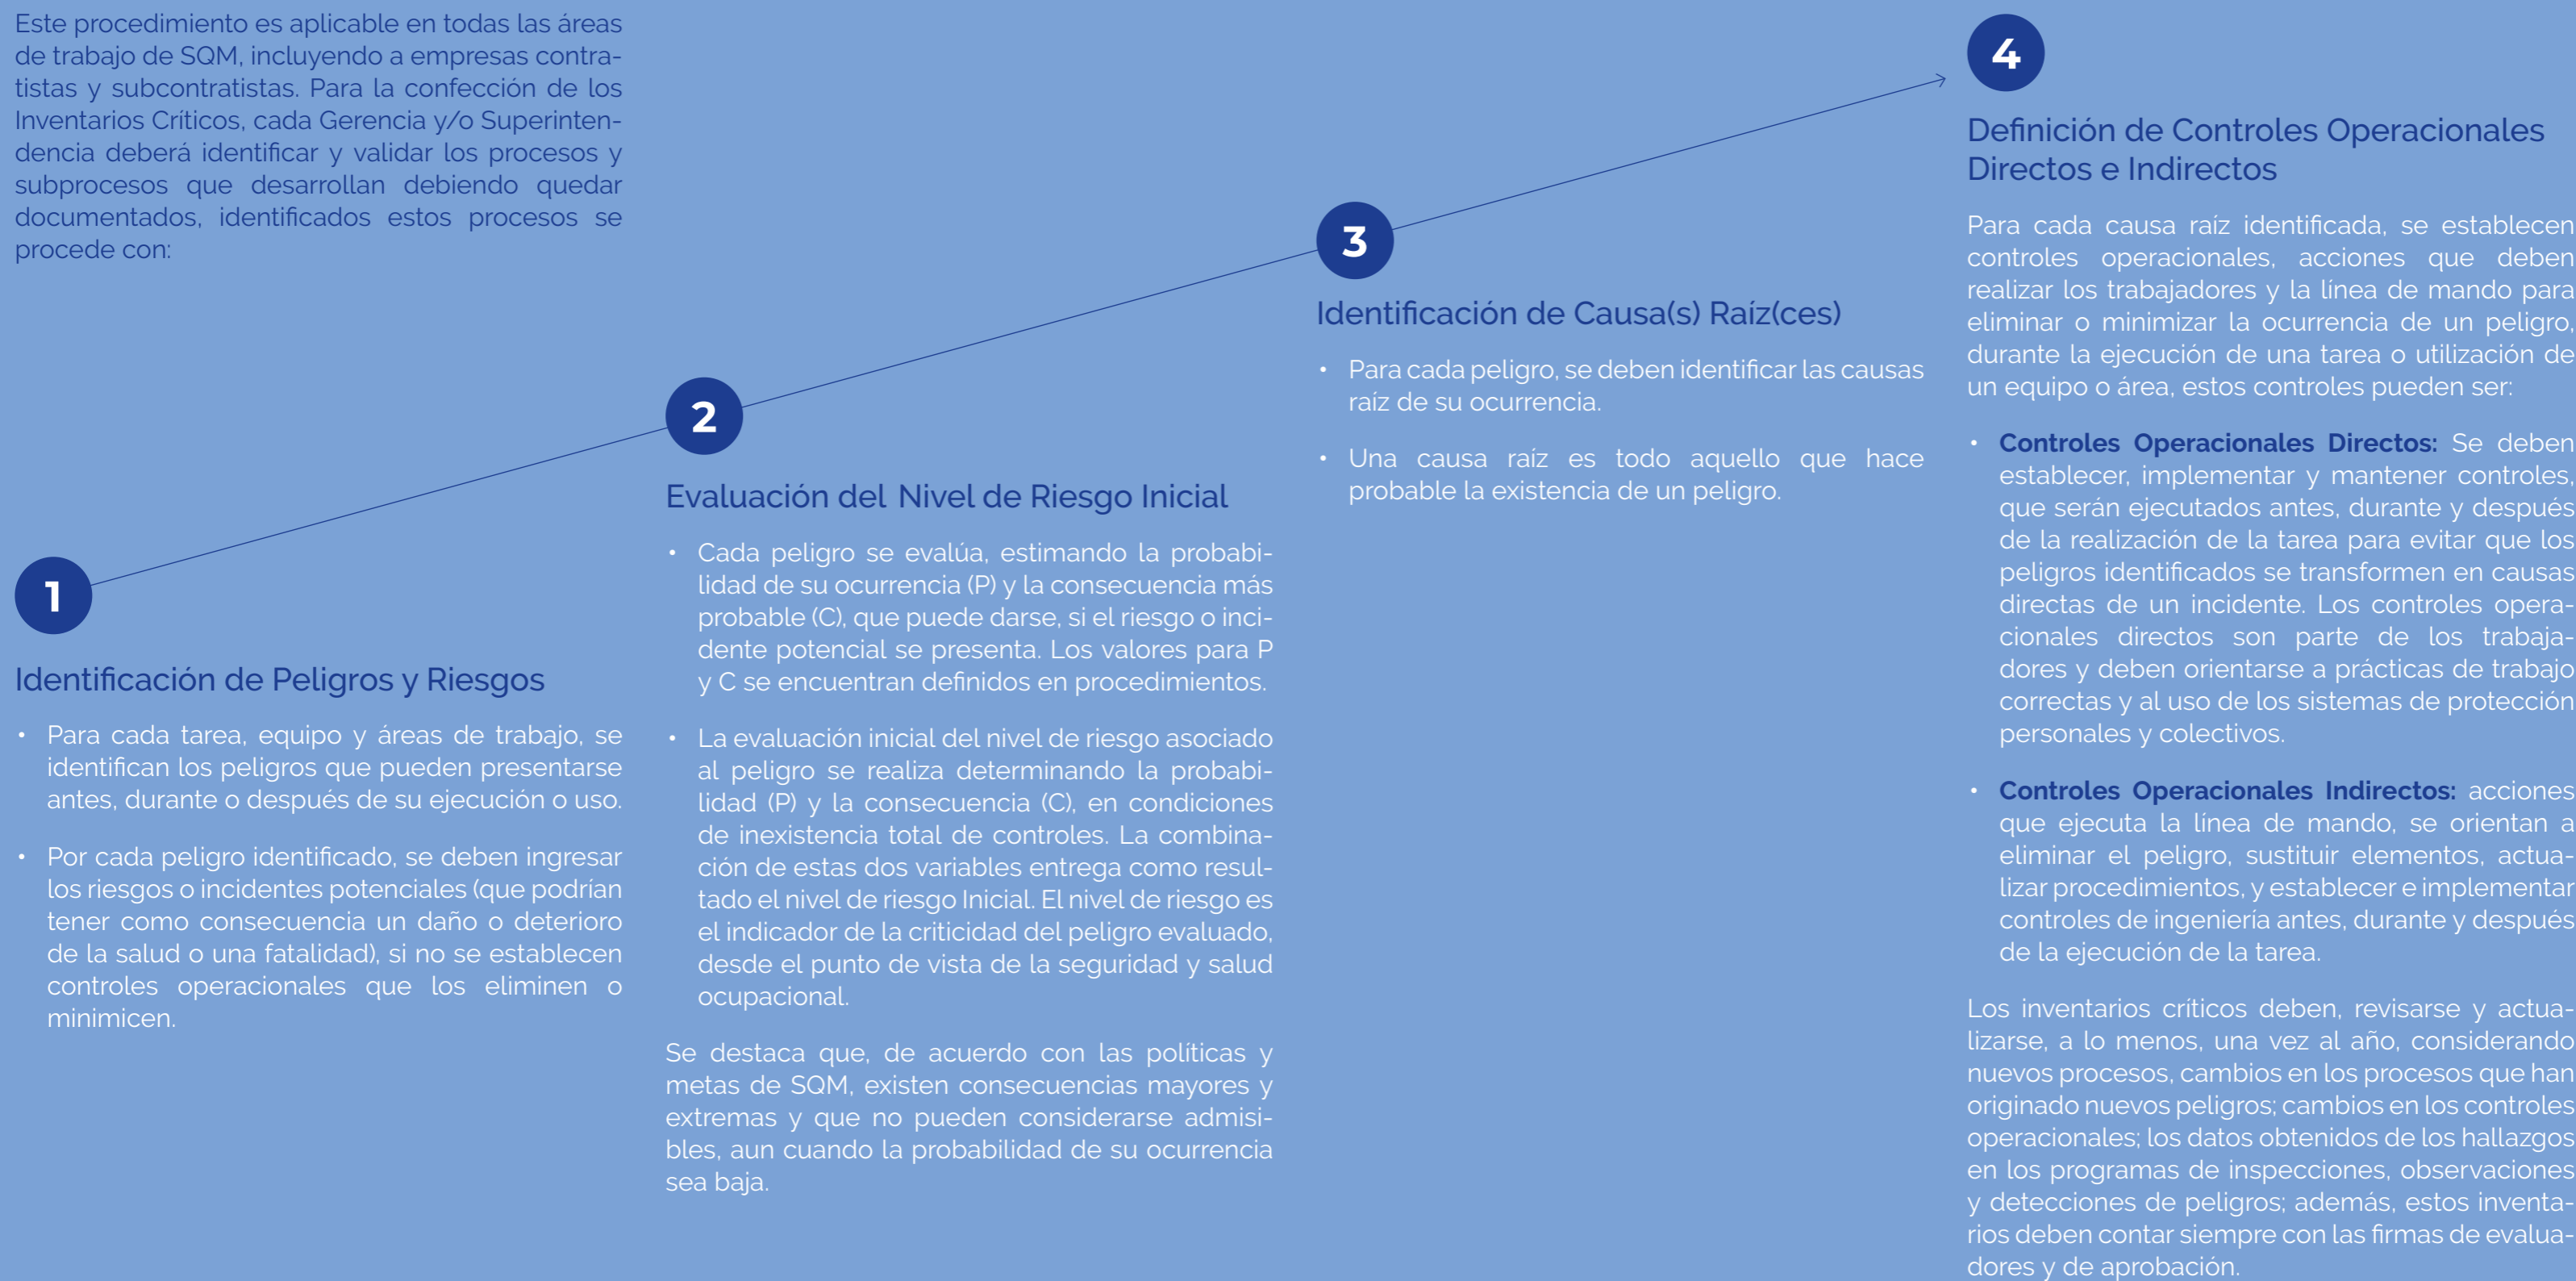 Este procedimiento es aplicable en todas las áreas
de trabajo de SQM, incluyendo a empresas contra-
tistas y subcontratistas. Para la confección de los
Inventarios Críticos, cada Gerencia y/o Superinten-
dencia deberá identificar y validar los procesos y
subprocesos que desarrollan debiendo quedar
documentados, identificados estos procesos se
procede con:
1
Identificación de Peligros y Riesgos
• Para cada tarea, equipo y áreas de trabajo, se
identifican los peligros que pueden presentarse
antes, durante o después de su ejecución o uso.
• Por cada peligro identificado, se deben ingresar
los riesgos o incidentes potenciales (que podrían
tener como consecuencia un daño o deterioro
de la salud o una fatalidad), si no se establecen
controles operacionales que los eliminen o
minimicen.
2
Evaluación del Nivel de Riesgo Inicial
• Cada peligro se evalúa, estimando la probabi-
lidad de su ocurrencia (P) y la consecuencia más
probable (C), que puede darse, si el riesgo o inci-
dente potencial se presenta. Los valores para P
y C se encuentran definidos en procedimientos.
• La evaluación inicial del nivel de riesgo asociado
al peligro se realiza determinando la probabi-
lidad (P) y la consecuencia (C), en condiciones
de inexistencia total de controles. La combina-
ción de estas dos variables entrega como resul-
tado el nivel de riesgo Inicial. El nivel de riesgo es
el indicador de la criticidad del peligro evaluado,
desde el punto de vista de la seguridad y salud
ocupacional.
Se destaca que, de acuerdo con las políticas y
metas de SQM, existen consecuencias mayores y
extremas y que no pueden considerarse admisi-
bles, aun cuando la probabilidad de su ocurrencia
sea baja.
3
Identificación de Causa(s) Raíz(ces)
• Para cada peligro, se deben identificar las causas
raíz de su ocurrencia.
• Una causa raíz es todo aquello que hace
probable la existencia de un peligro.
4
Definición de Controles Operacionales
Directos e Indirectos
Para cada causa raíz identificada, se establecen
controles operacionales, acciones que deben
realizar los trabajadores y la línea de mando para
eliminar o minimizar la ocurrencia de un peligro,
durante la ejecución de una tarea o utilización de
un equipo o área, estos controles pueden ser:
• Controles Operacionales Directos: Se deben
establecer, implementar y mantener controles,
que serán ejecutados antes, durante y después
de la realización de la tarea para evitar que los
peligros identificados se transformen en causas
directas de un incidente. Los controles opera-
cionales directos son parte de los trabaja-
dores y deben orientarse a prácticas de trabajo
correctas y al uso de los sistemas de protección
personales y colectivos.
• Controles Operacionales Indirectos: acciones
que ejecuta la línea de mando, se orientan a
eliminar el peligro, sustituir elementos, actua-
lizar procedimientos, y establecer e implementar
controles de ingeniería antes, durante y después
de la ejecución de la tarea.
Los inventarios críticos deben, revisarse y actua-
lizarse, a lo menos, una vez al año, considerando
nuevos procesos, cambios en los procesos que han
originado nuevos peligros; cambios en los controles
operacionales; los datos obtenidos de los hallazgos
en los programas de inspecciones, observaciones
y detecciones de peligros; además, estos inventa-
rios deben contar siempre con las firmas de evalua-
dores y de aprobación.